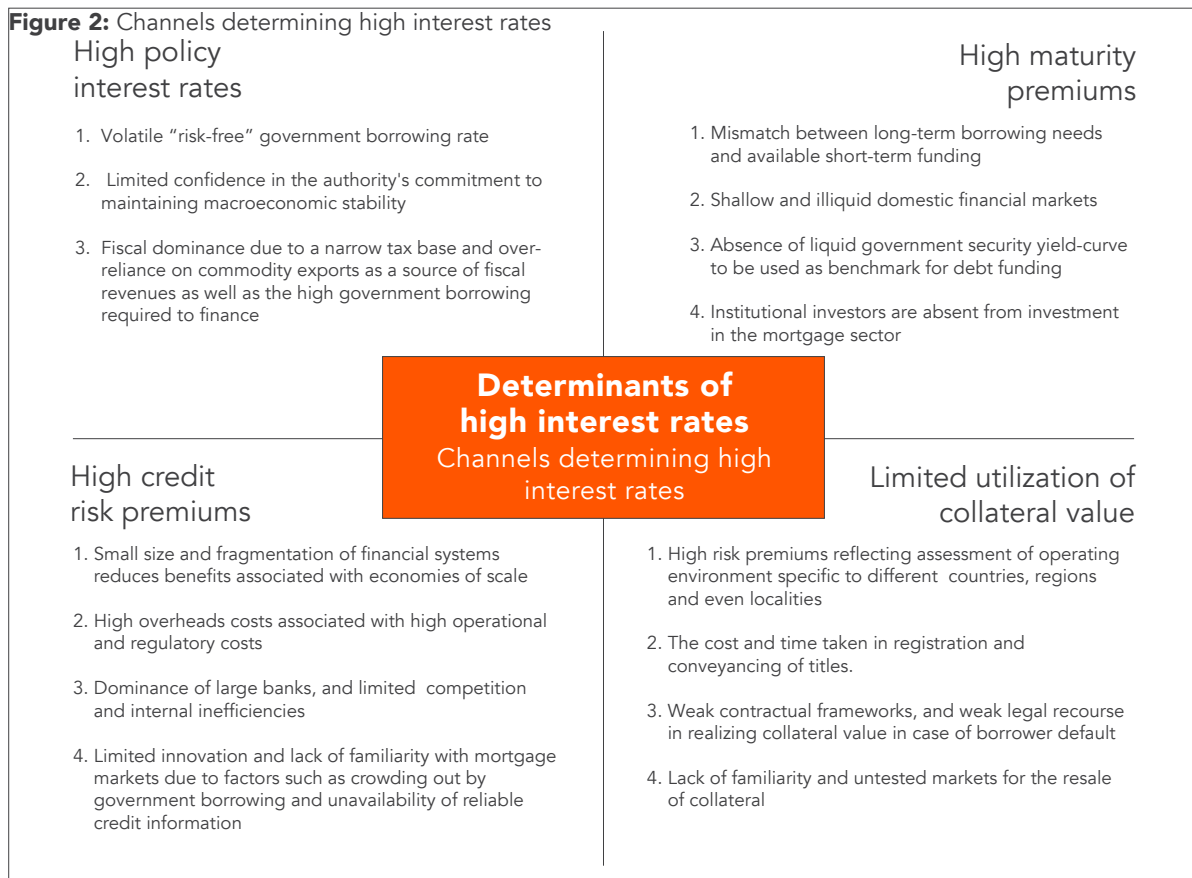 Figure 2: Channels determining high interest rates
High policy
interest rates
1. Volatile “risk-free” government borrowing rate
2. Limited confidence in the authority's commitment to
maintaining macroeconomic stability
3. Fiscal dominance due to a narrow tax base and over-
reliance on commodity exports as a source of fiscal
revenues as well as the high government borrowing
required to finance
High maturity
premiums
1. Mismatch between long-term borrowing needs
and available short-term funding
2. Shallow and illiquid domestic financial markets
3. Absence of liquid government security yield-curve
to be used as benchmark for debt funding
4. Institutional investors are absent from investment
in the mortgage sector
Determinants of
high interest rates
Channels determining high
interest rates
High credit
risk premiums
1. Small size and fragmentation of financial systems
reduces benefits associated with economies of scale
2. High overheads costs associated with high operational
and regulatory costs
3. Dominance of large banks, and limited competition
and internal inefficiencies
4. Limited innovation and lack of familiarity with mortgage
markets due to factors such as crowding out by
government borrowing and unavailability of reliable
credit information
Limited utilization of
collateral value
1. High risk premiums reflecting assessment of operating
environment specific to different countries, regions
and even localities
2. The cost and time taken in registration and
conveyancing of titles.
3. Weak contractual frameworks, and weak legal recourse
in realizing collateral value in case of borrower default
4. Lack of familiarity and untested markets for the resale
of collateral